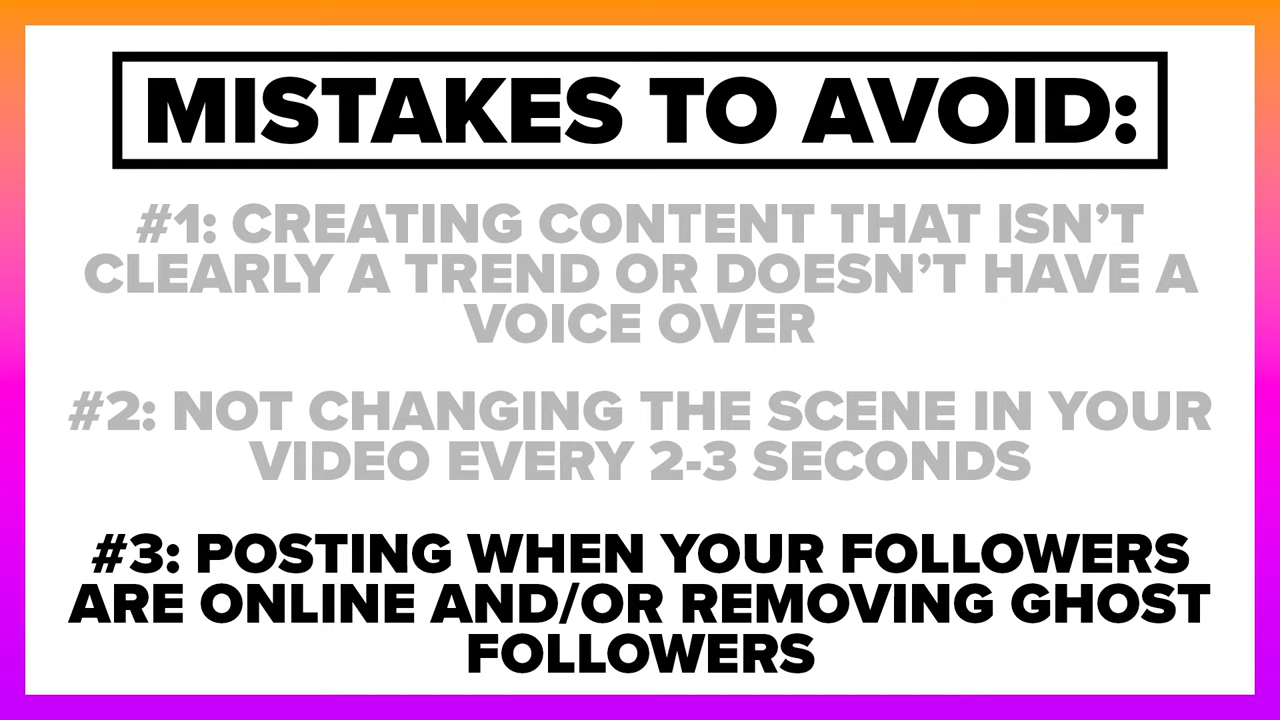 MISTAKES TO AVOID:
#1: CREATING CONTENT THAT ISN’T
CLEARLY A TREND OR DOESN’T HAVE A
VOICE OVER
#2: NOT CHANGING THE SCENE IN YOUR
VIDEO EVERY 2-3 SECONDS
#3: POSTING WHEN YOUR FOLLOWERS
ARE ONLINE AND/OR REMOVING GHOST
FOLLOWERS